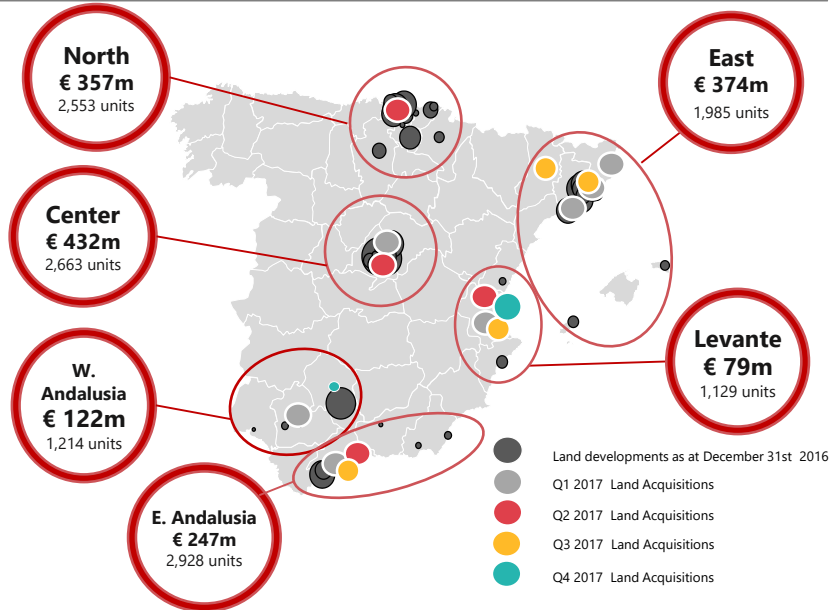 North
€ 357m
2,553 units
East
€ 374m
1,985 units
Center
€ 432m
2,663 units
Levante
€ 79m
1,129 units
W.
Andalusia
€ 122m
1,214 units
E. Andalusia
€ 247m
2,928 units
Land developments as at December 31st 2016
Q1 2017 Land Acquisitions
Q2 2017 Land Acquisitions
Q3 2017 Land Acquisitions
Q4 2017 Land Acquisitions